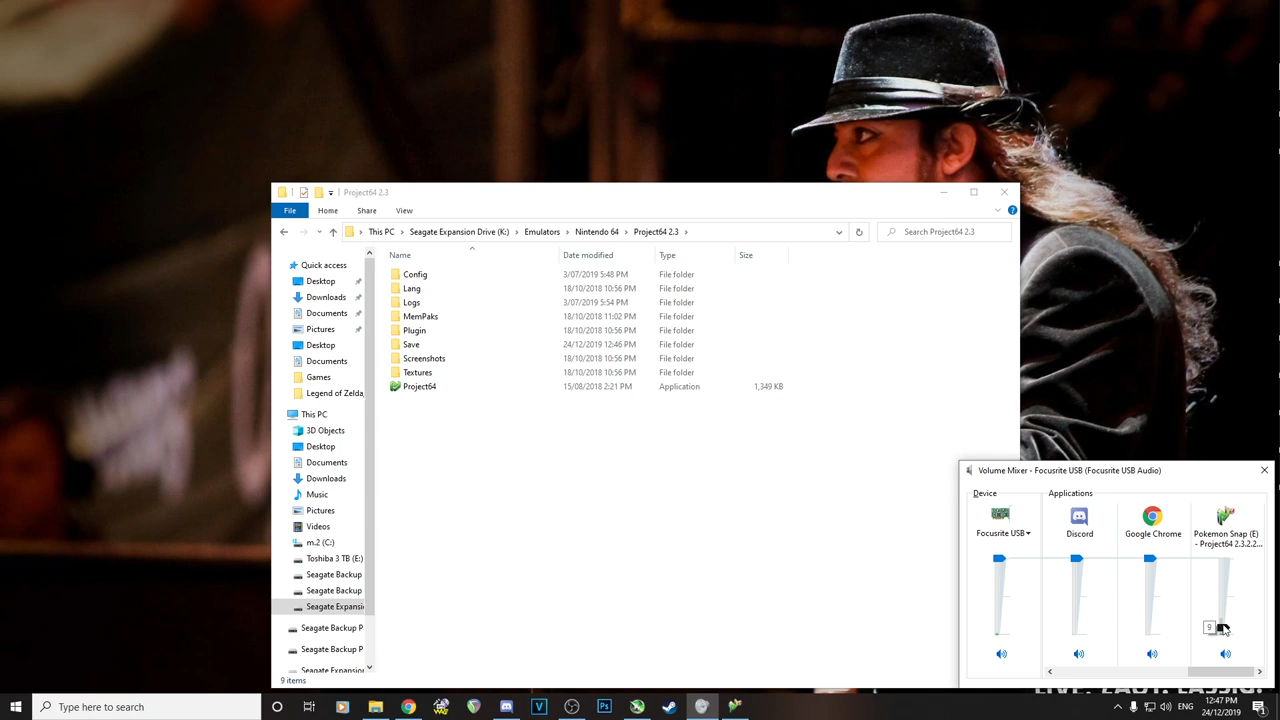 Project64 2.3
File
Home
Share
View
This PC
Seagate Expansion Drive (K:)
Emulators
Nintendo 64
Project64 2.3
Search Project64 2.3
Name
Date modified
Type
Size
Quick access
Desktop
Downloads
Documents
Pictures
Desktop
Documents
Games
Legend of Zelda
This PC
3D Objects
Desktop
Documents
Downloads
Music
Pictures
Videos
m.2 (C:)
Toshiba 3 TB (E:)
Seagate Backup
Seagate Backup
Seagate Expansi
Seagate Backup P
Seagate Backup P
Seagate Expansion
Config 3/07/2019 5:48 PM File folder
Lang 18/10/2018 10:56 PM File folder
Logs 3/07/2019 5:54 PM File folder
MemPaks 18/10/2018 11:02 PM File folder
Plugin 18/10/2018 10:56 PM File folder
Save 24/12/2019 12:46 PM File folder
Screenshots 18/10/2018 10:56 PM File folder
Textures 18/10/2018 10:56 PM File folder
Project64 15/08/2018 2:21 PM Application 1,349 KB
9 items
Volume Mixer - Focusrite USB (Focusrite USB Audio)
Device
Applications
Focusrite USB
Discord
Google Chrome
Pokemon Snap (E)
- Project64 2.3.2.2...
9
Type here to search
ENG
12:47 PM
24/12/2019
1